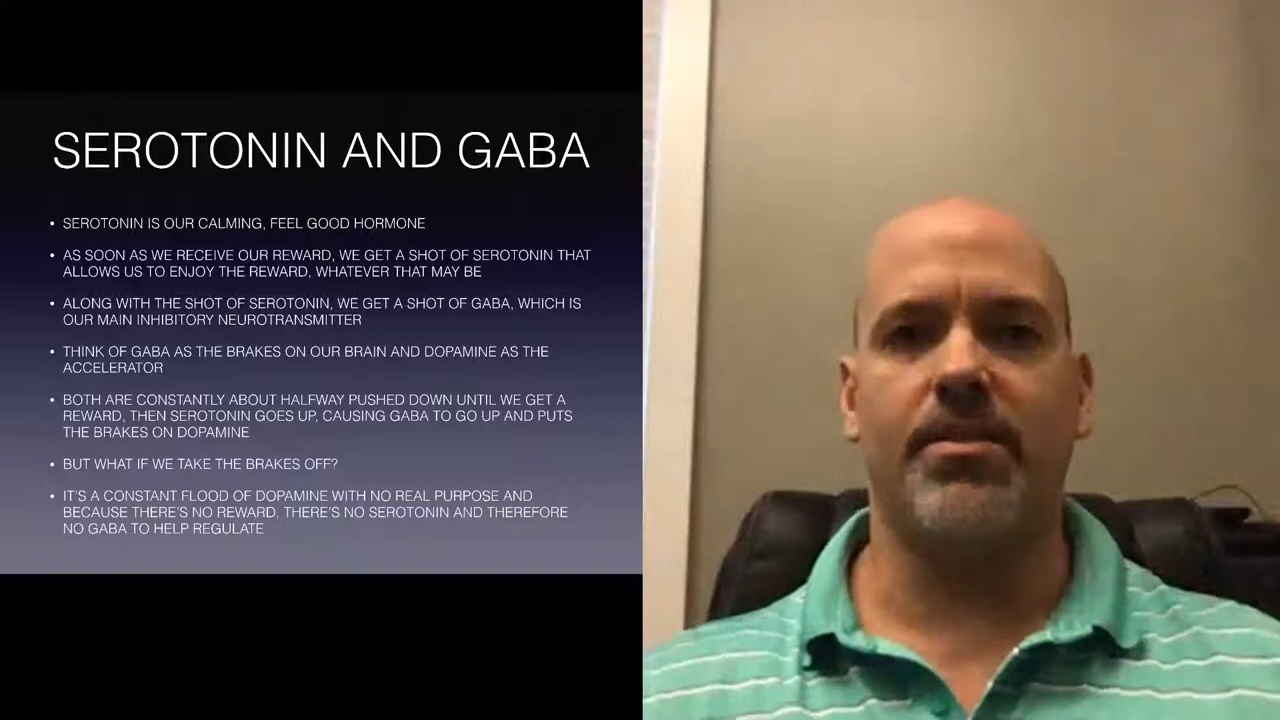 SEROTONIN AND GABA
• SEROTONIN IS OUR CALMING, FEEL GOOD HORMONE
• AS SOON AS WE RECEIVE OUR REWARD, WE GET A SHOT OF SEROTONIN THAT
ALLOWS US TO ENJOY THE REWARD, WHATEVER THAT MAY BE
• ALONG WITH THE SHOT OF SEROTONIN, WE GET A SHOT OF GABA, WHICH IS
OUR MAIN INHIBITORY NEUROTRANSMITTER
• THINK OF GABA AS THE BRAKES ON OUR BRAIN AND DOPAMINE AS THE
ACCELERATOR
• BOTH ARE CONSTANTLY ABOUT HALFWAY PUSHED DOWN UNTIL WE GET A
REWARD, THEN SEROTONIN GOES UP, CAUSING GABA TO GO UP AND PUTS
THE BRAKES ON DOPAMINE
• BUT WHAT IF WE TAKE THE BRAKES OFF?
• IT'S A CONSTANT FLOOD OF DOPAMINE WITH NO REAL PURPOSE AND
BECAUSE THERE'S NO REWARD, THERE'S NO SEROTONIN AND THEREFORE
NO GABA TO HELP REGULATE